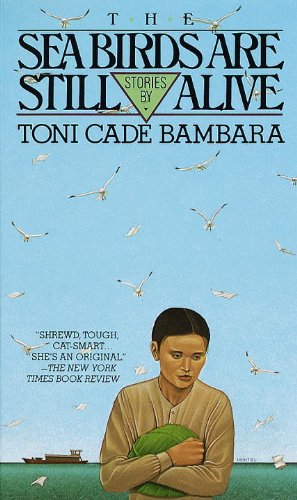 THE
SEA BIRDS ARE
STILL STORIES BY ALIVE
TONI CADE BAMBARA
"SHREWD, TOUGH,
CAT-SMART...
SHE'S AN ORIGINAL"
—THE NEW YORK
TIMES BOOK REVIEW